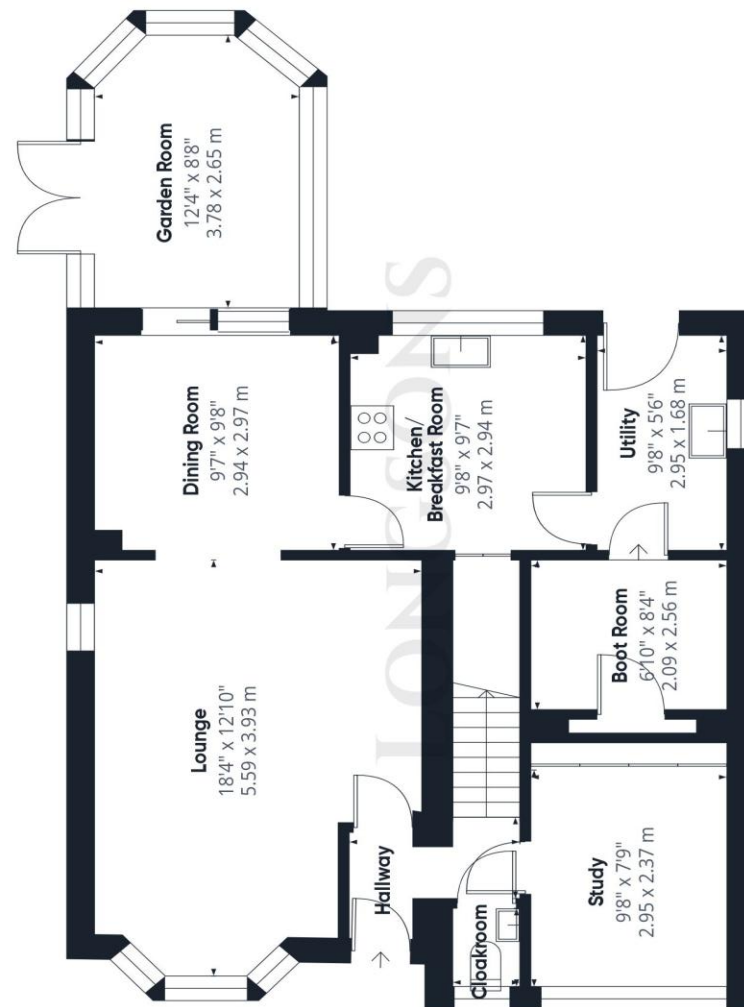 Garden Room
12'4" x 8'8"
3.78 x 2.65 m
Dining Room
9'7" x 9'8"
2.94 x 2.97 m
Kitchen/
Breakfast Room
9'8" x 9'7"
2.97 x 2.94 m
Utility
9'8" x 5'6"
2.95 x 1.68 m
Lounge
18'4" x 12'10"
5.59 x 3.93 m
Boot Room
6'10" x 8'4"
2.09 x 2.56 m
Hallway
Cloakroom
Study
9'8" x 7'9"
2.95 x 2.37 m
LONGSONS